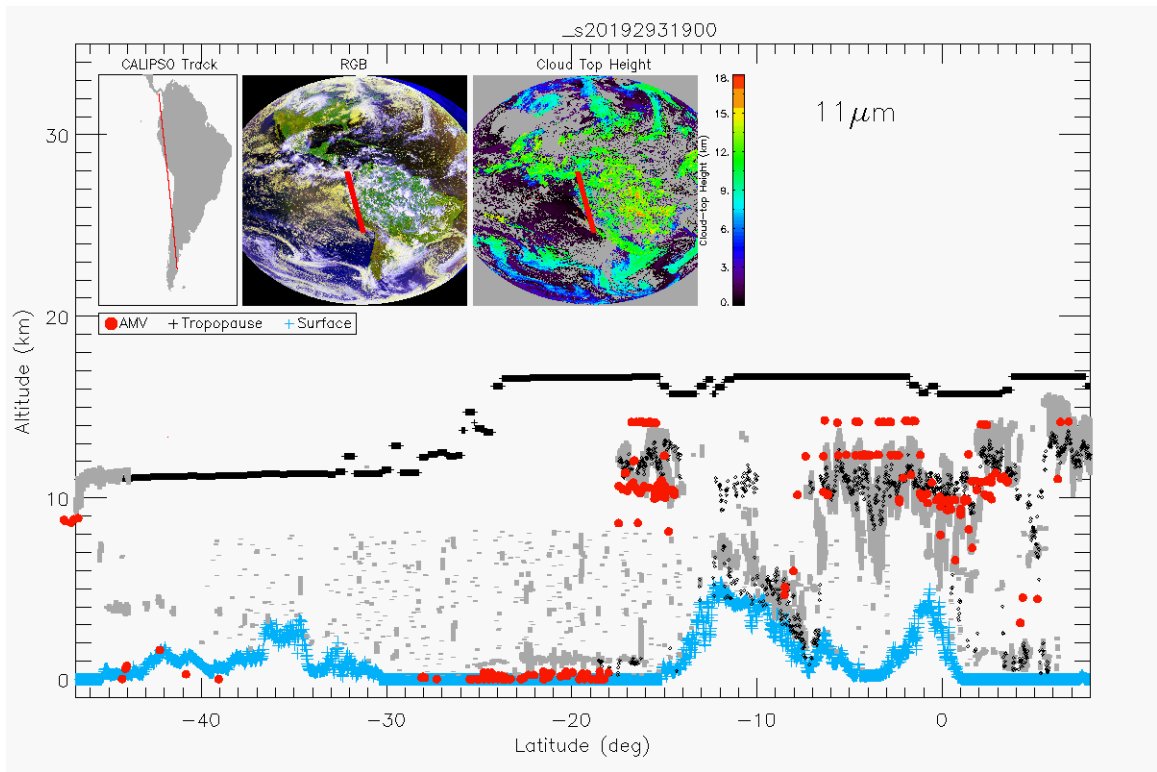 _s20192931900
CALIPSO Track
RGB
Cloud Top Height
11μm
18.
15.
12.
9.
6.
3.
0.
Cloud-top Height (km)
AMV
Tropopause
Surface
30
20
10
0
Altitude (km)
-40
-30
-20
-10
0
Latitude (deg)